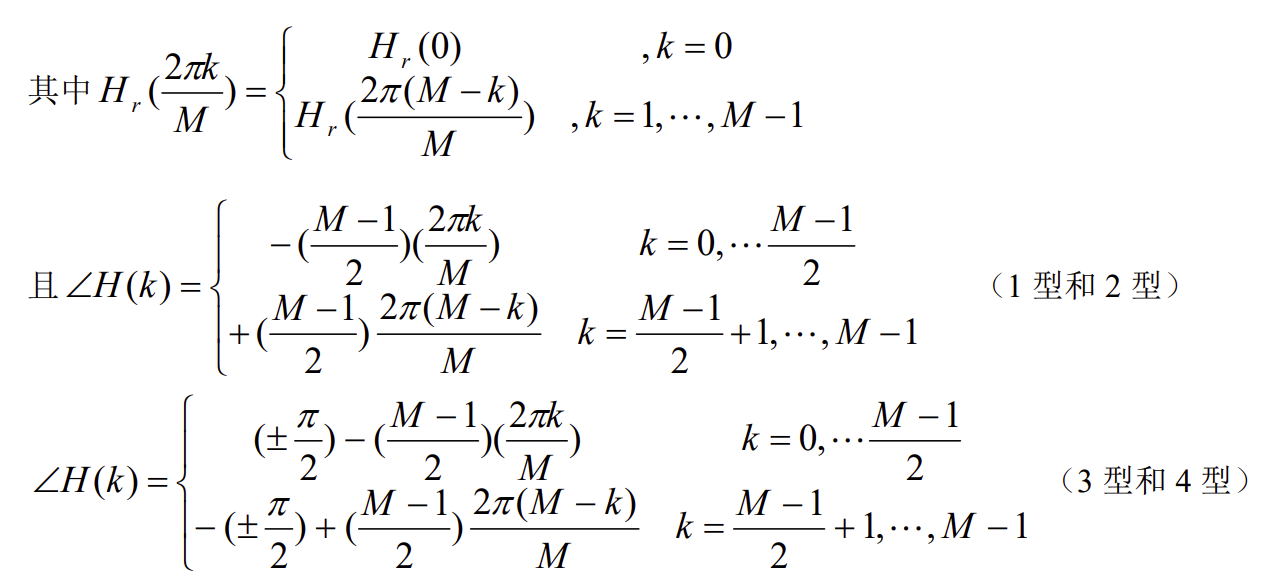 其中 H_r(2πk/M) = { H_r(0) , k = 0
H_r(2π(M − k)/M) , k = 1, ⋯, M − 1
且 ∠H(k) = { −((M − 1)/2)(2πk/M) k = 0, ⋯ (M − 1)/2 （1 型和 2 型）
+((M − 1)/2) 2π(M − k)/M k = (M − 1)/2 + 1, ⋯, M − 1
∠H(k) = { (± π/2) − ((M − 1)/2)(2πk/M) k = 0, ⋯ (M − 1)/2 （3 型和 4 型）
−(± π/2) + ((M − 1)/2) 2π(M − k)/M k = (M − 1)/2 + 1, ⋯, M − 1